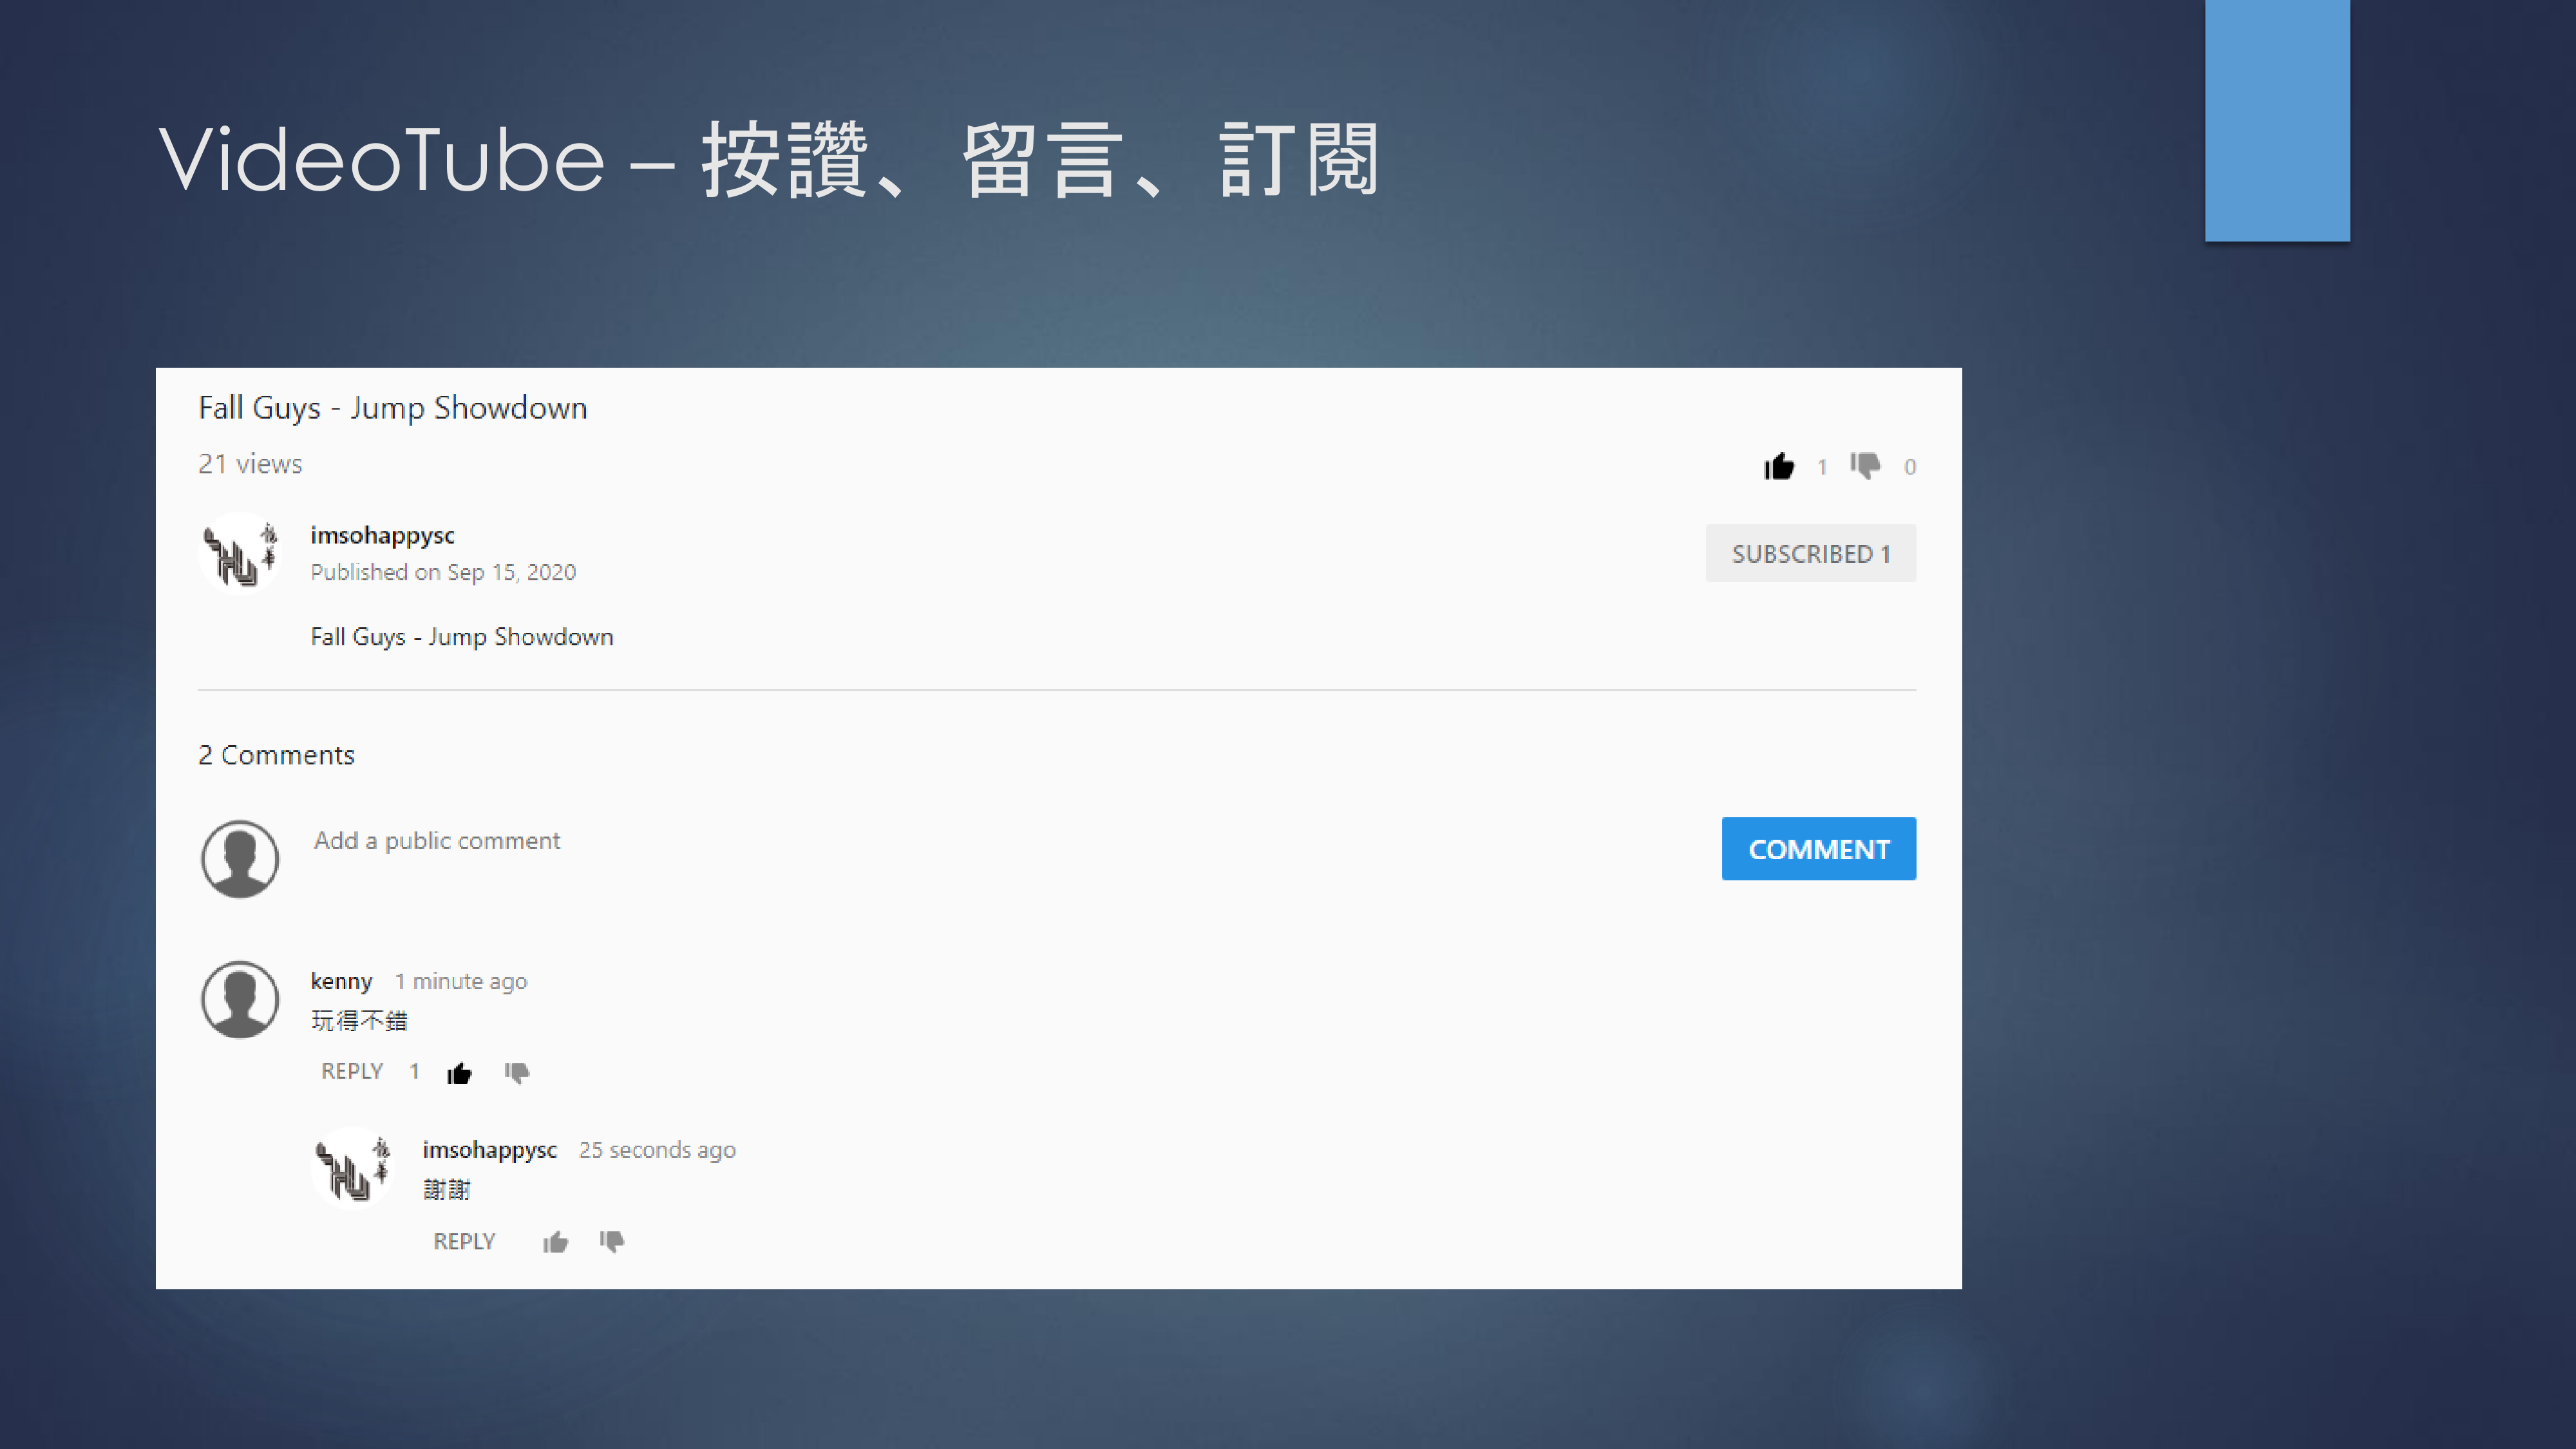 VideoTube – 按讚、留言、訂閱
Fall Guys - Jump Showdown
21 views
1 0
imsohappysc
Published on Sep 15, 2020
SUBSCRIBED 1
Fall Guys - Jump Showdown
2 Comments
Add a public comment
COMMENT
kenny 1 minute ago
玩得不錯
REPLY 1
imsohappysc 25 seconds ago
謝謝
REPLY